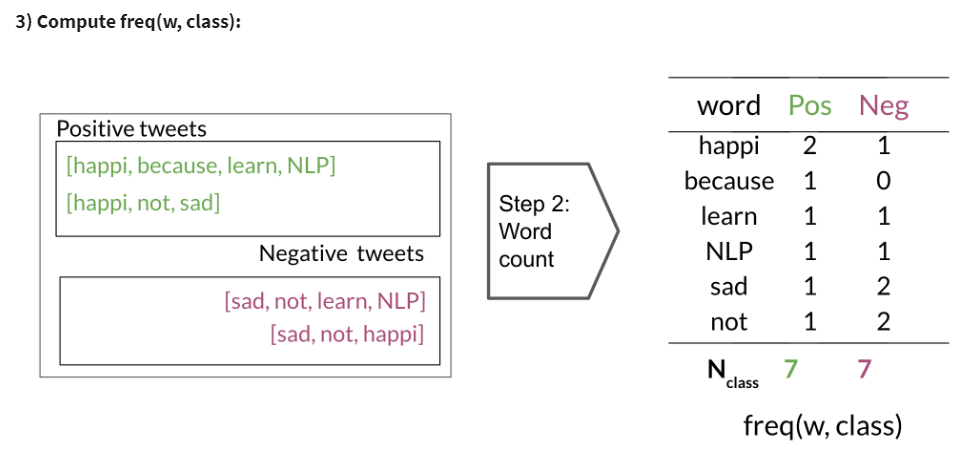 3) Compute freq(w, class):
Positive tweets
[happi, because, learn, NLP]
[happi, not, sad]
Negative tweets
[sad, not, learn, NLP]
[sad, not, happi]
Step 2:
Word
count
word Pos Neg
happi 2 1
because 1 0
learn 1 1
NLP 1 1
sad 1 2
not 1 2
N class 7 7
freq(w, class)